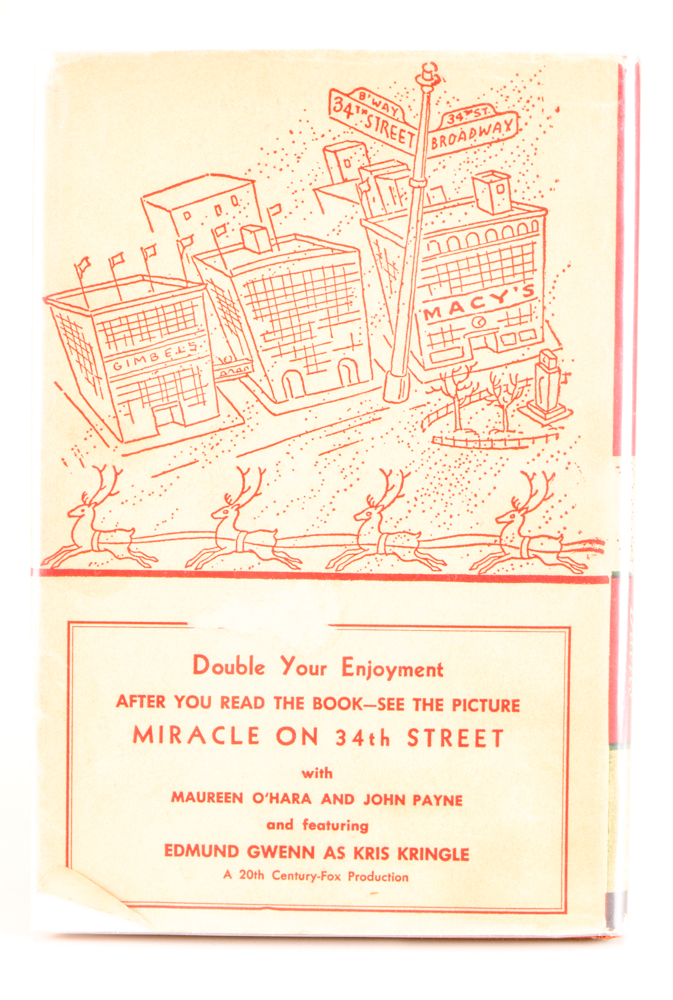 B'WAY
34TH STREET
34TH ST.
BROADWAY
MACY'S
GIMBELS
Double Your Enjoyment
AFTER YOU READ THE BOOK—SEE THE PICTURE
MIRACLE ON 34th STREET
with
MAUREEN O'HARA AND JOHN PAYNE
and featuring
EDMUND GWENN AS KRIS KRINGLE
A 20th Century-Fox Production